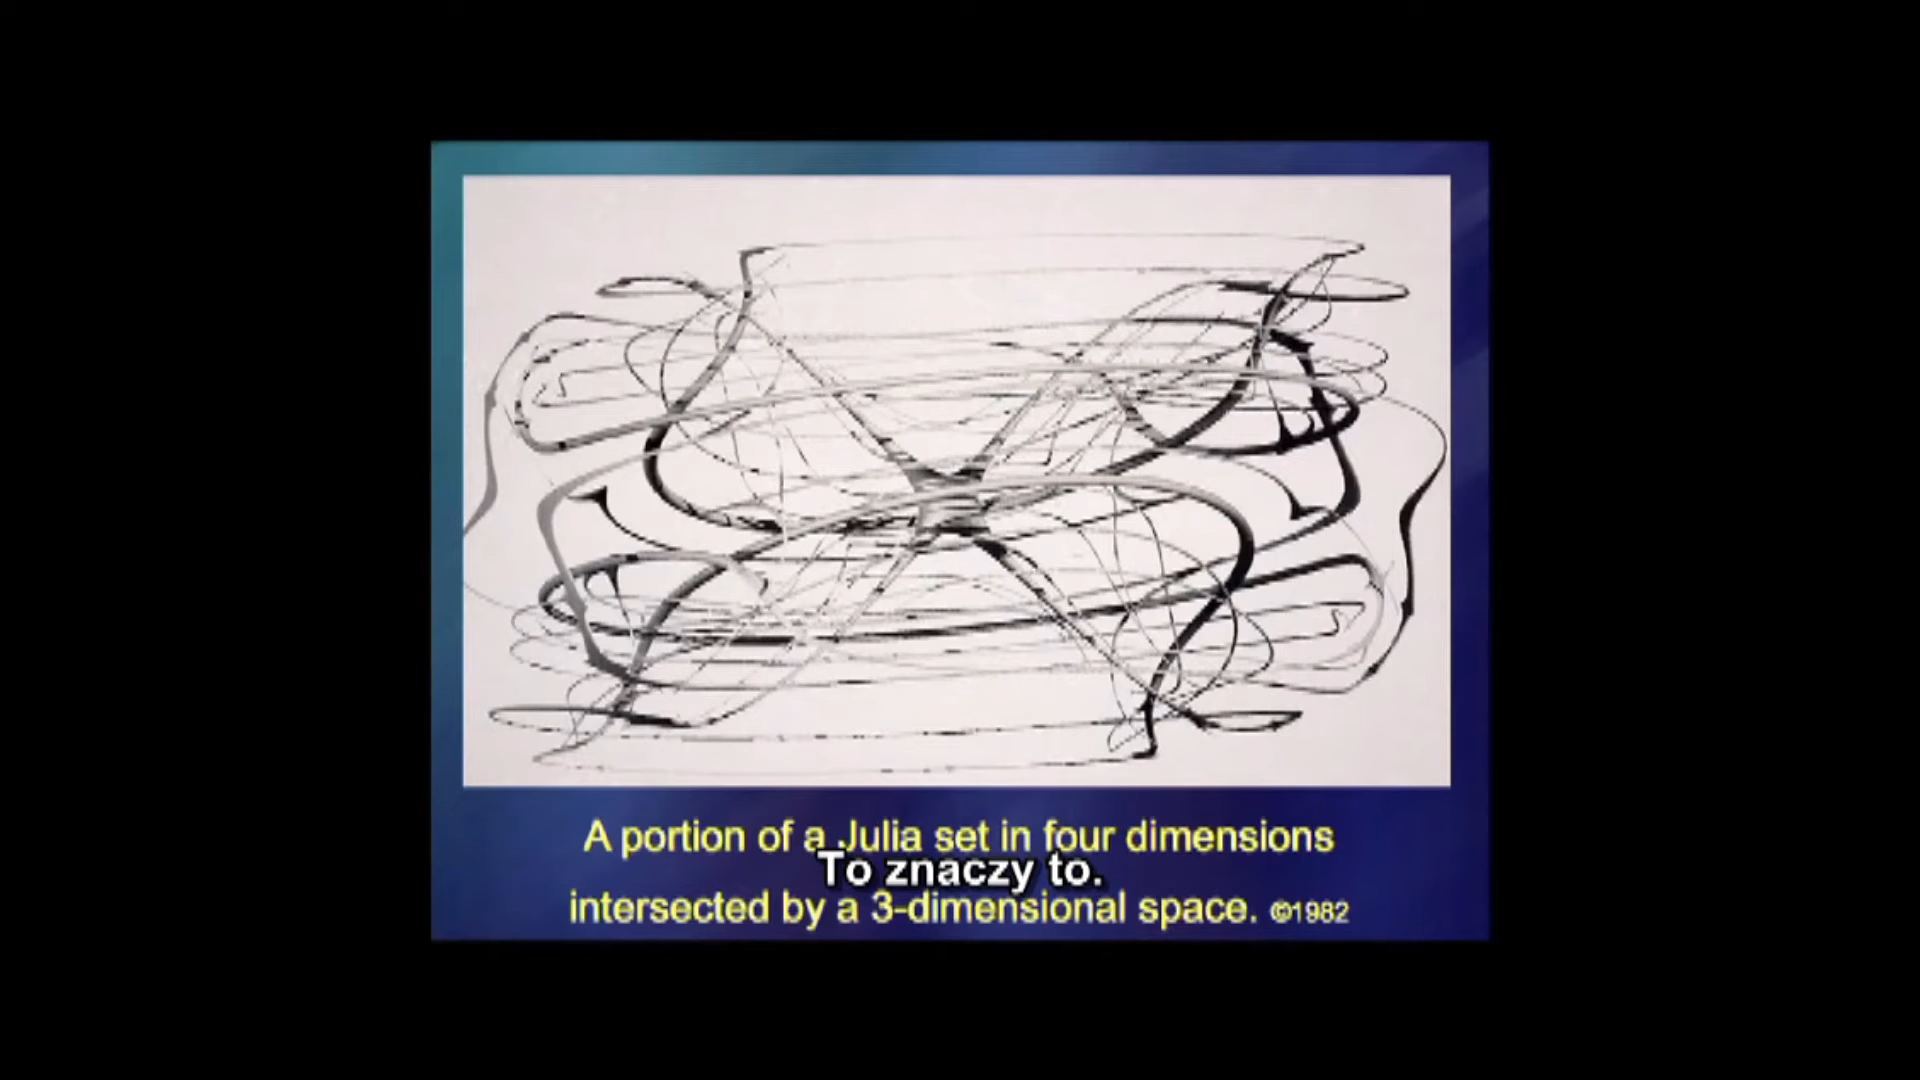 A portion of a Julia set in four dimensions
To znaczy to.
intersected by a 3-dimensional space. ©1982